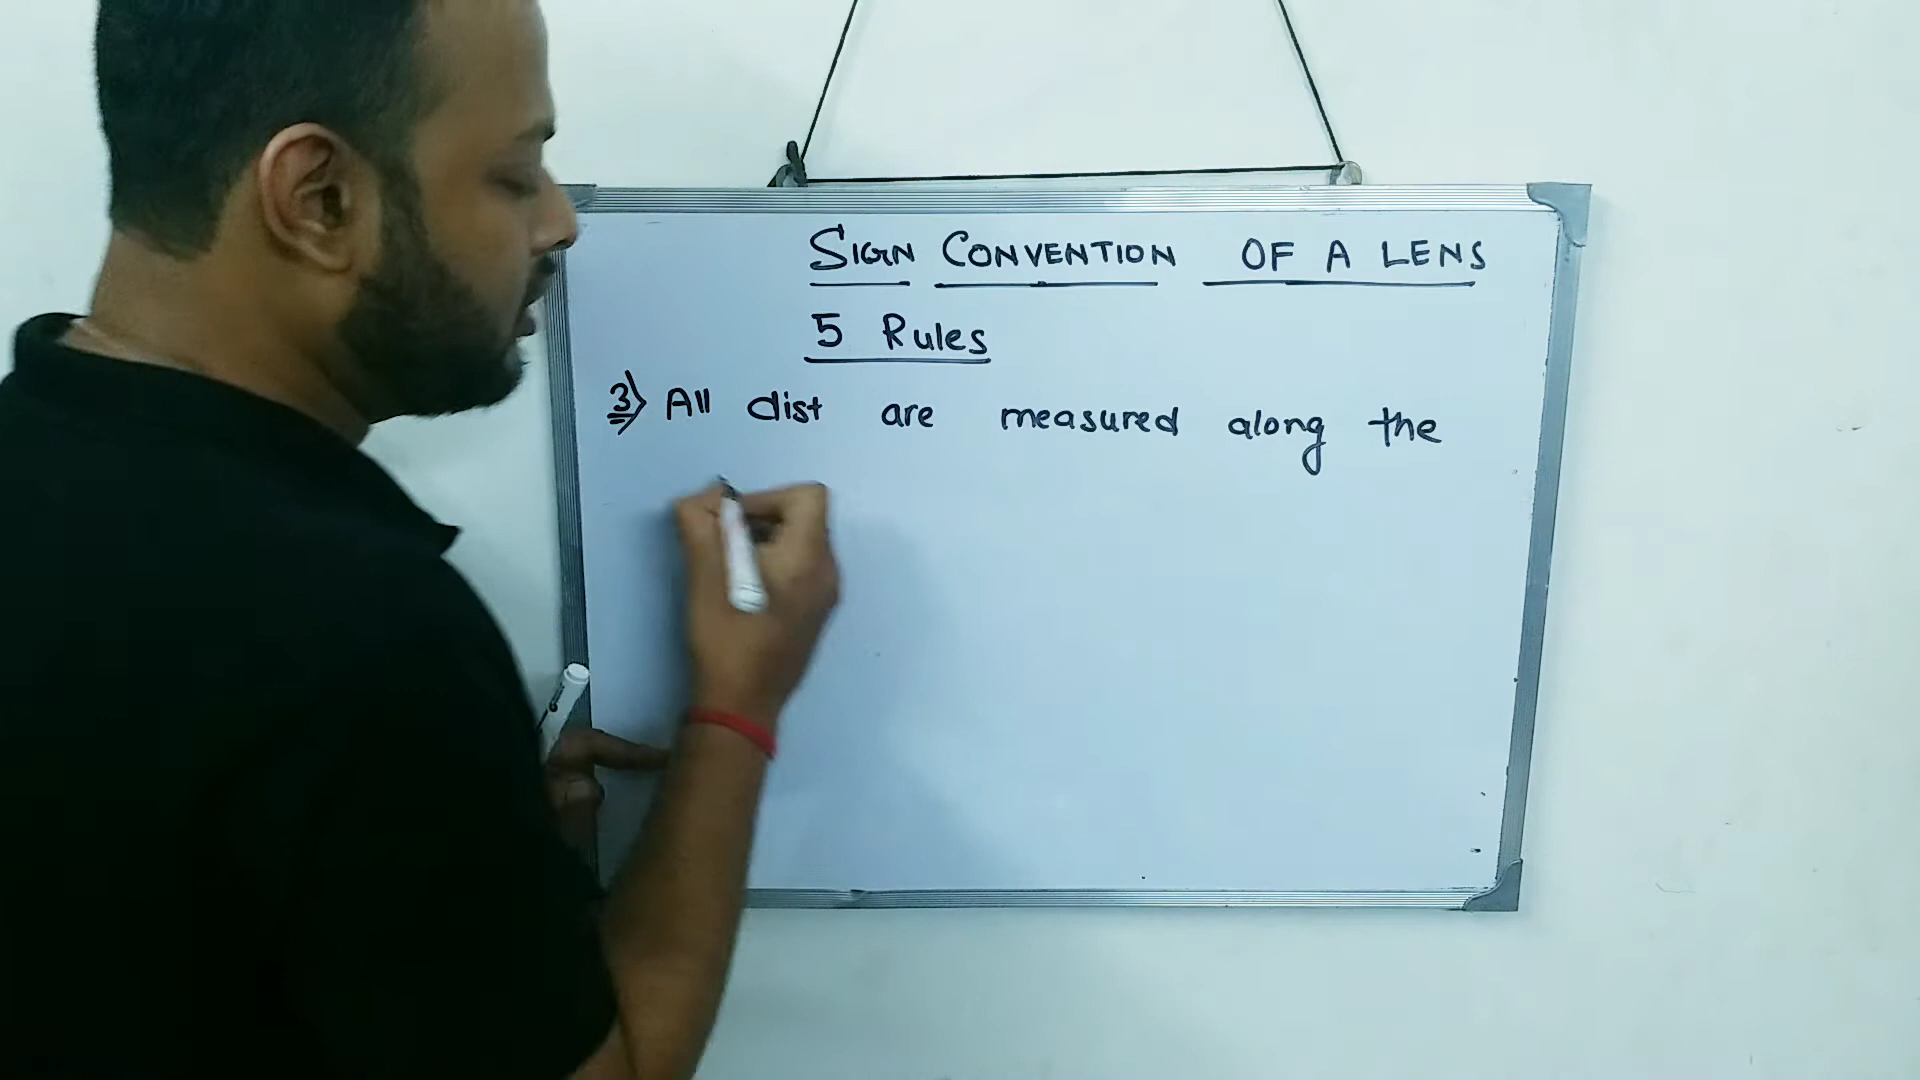 SIGN CONVENTION OF A LENS
5 Rules
3) All dist are measured along the